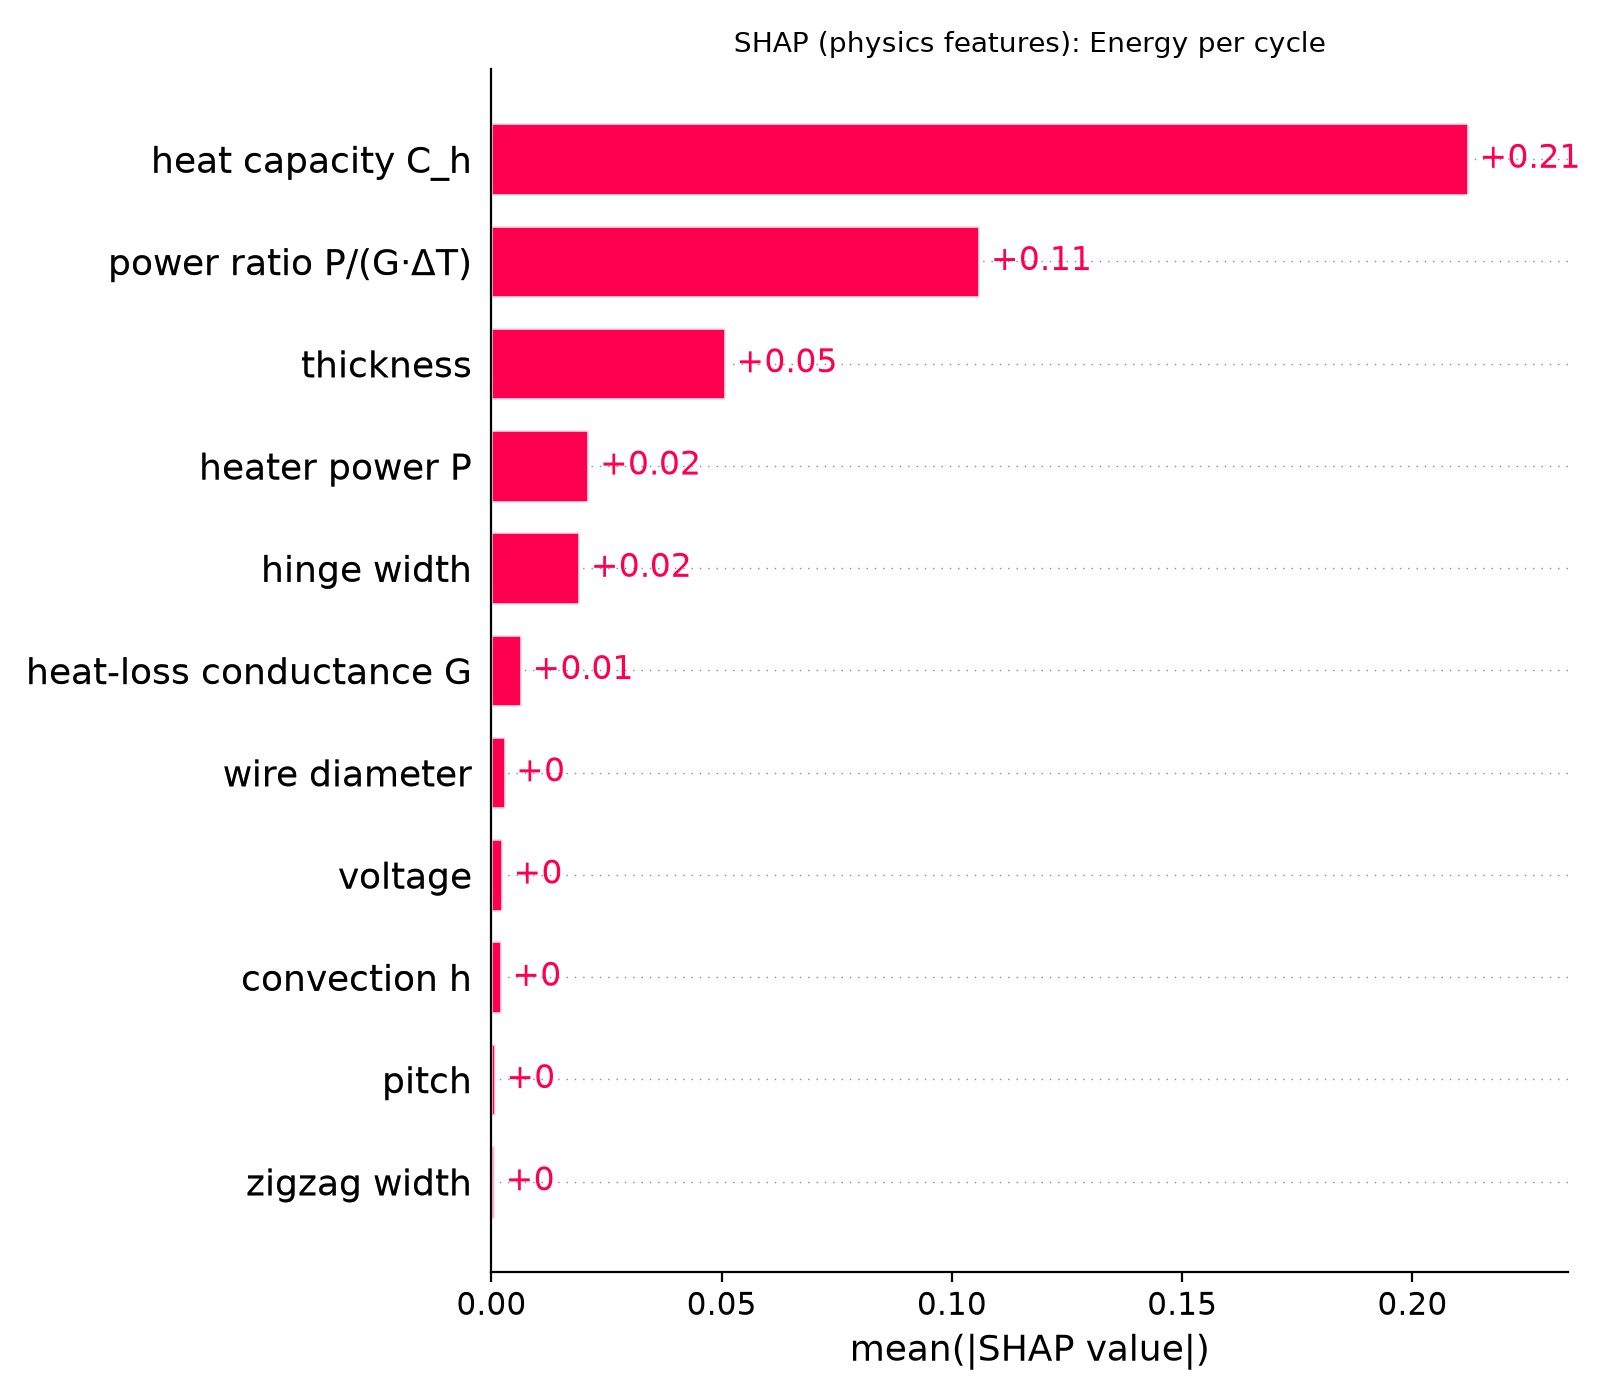 SHAP (physics features): Energy per cycle
heat capacity C_h +0.21
power ratio P/(G·ΔT) +0.11
thickness +0.05
heater power P +0.02
hinge width +0.02
heat-loss conductance G +0.01
wire diameter +0
voltage +0
convection h +0
pitch +0
zigzag width +0
0.00 0.05 0.10 0.15 0.20
mean(|SHAP value|)